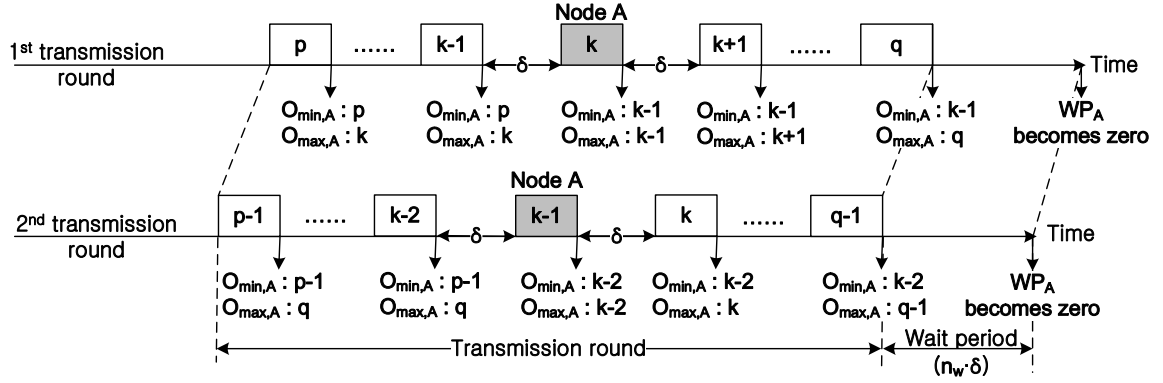 Node A
p ...... k-1 k k+1 ...... q
1st transmission round
δ δ
Time
Omin,A : p Omin,A : p Omin,A : k-1 Omin,A : k-1 Omin,A : k-1 WPA
Omax,A : k Omax,A : k Omax,A : k-1 Omax,A : k+1 Omax,A : q becomes zero
Node A
p-1 ...... k-2 k-1 k ...... q-1
2nd transmission round
δ δ
Time
Omin,A : p-1 Omin,A : p-1 Omin,A : k-2 Omin,A : k-2 Omin,A : k-2 WPA
Omax,A : q Omax,A : q Omax,A : k-2 Omax,A : k Omax,A : q-1 becomes zero
Transmission round Wait period
(nw·δ)